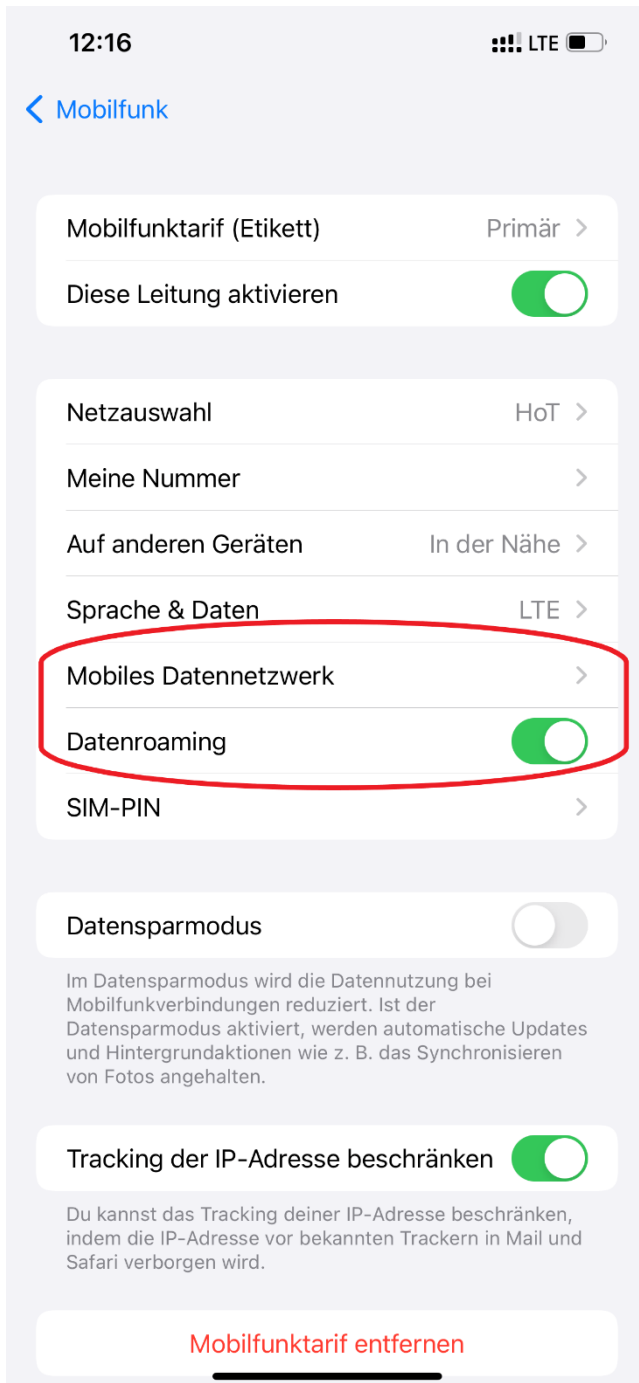 12:16
LTE
Mobilfunk
Mobilfunktarif (Etikett) Primär
Diese Leitung aktivieren
Netzauswahl HoT
Meine Nummer
Auf anderen Geräten In der Nähe
Sprache & Daten LTE
Mobiles Datennetzwerk
Datenroaming
SIM-PIN
Datensparmodus
Im Datensparmodus wird die Datennutzung bei
Mobilfunkverbindungen reduziert. Ist der
Datensparmodus aktiviert, werden automatische Updates
und Hintergrundaktionen wie z. B. das Synchronisieren
von Fotos angehalten.
Tracking der IP-Adresse beschränken
Du kannst das Tracking deiner IP-Adresse beschränken,
indem die IP-Adresse vor bekannten Trackern in Mail und
Safari verborgen wird.
Mobilfunktarif entfernen